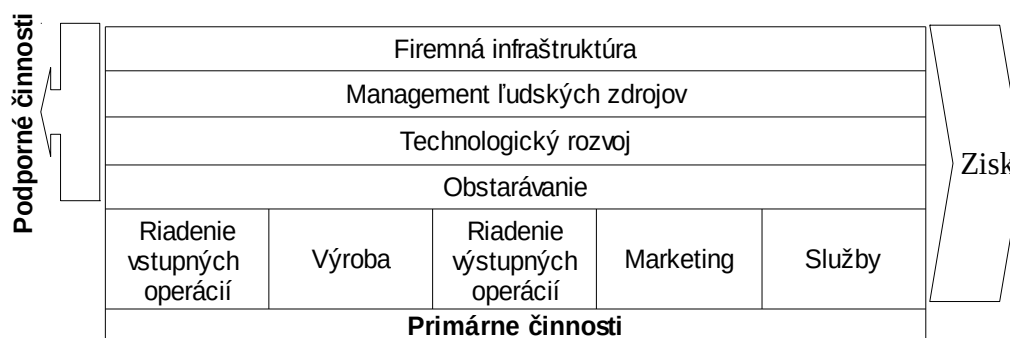 Podporné činnosti
Firemná infraštruktúra
Management ľudských zdrojov
Technologický rozvoj
Obstarávanie
Zisk
Riadenie
vstupných
operácií
Výroba
Riadenie
výstupných
operácií
Marketing
Služby
Primárne činnosti